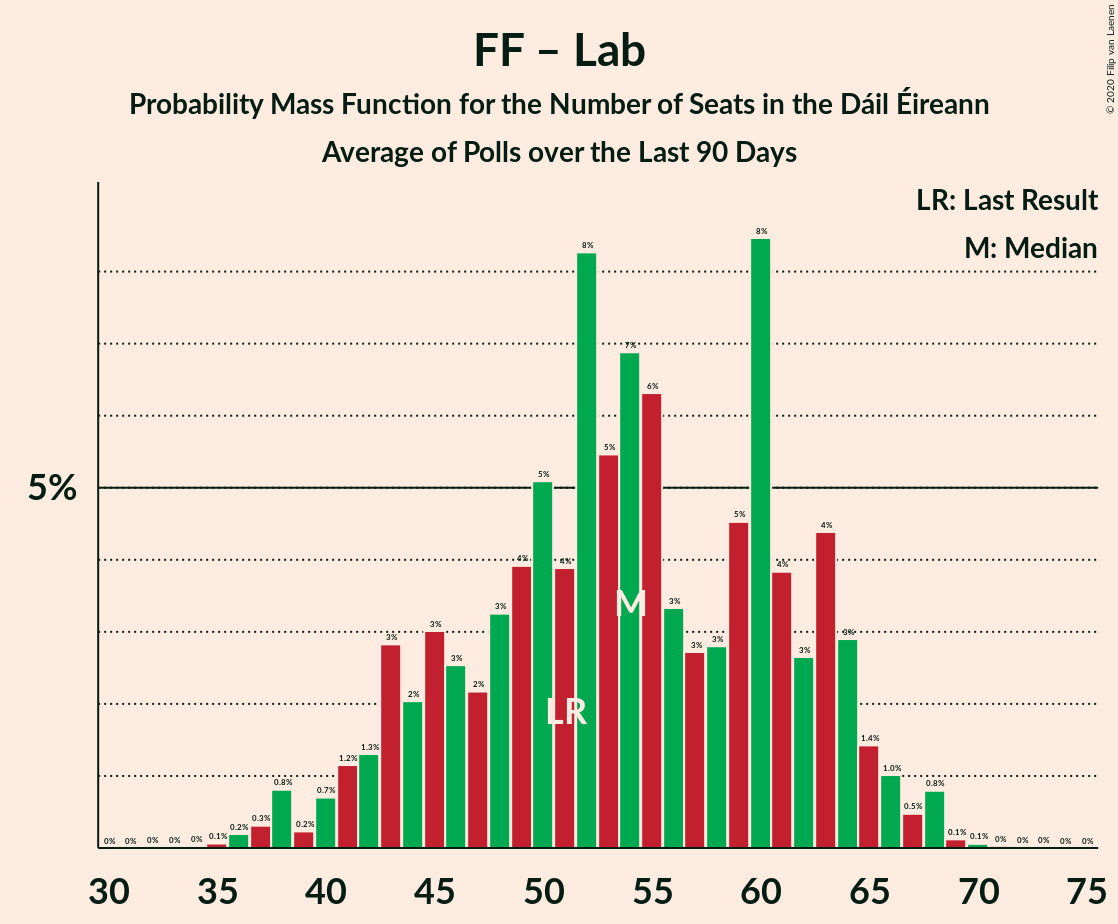 FF – Lab
Probability Mass Function for the Number of Seats in the Dáil Éireann
Average of Polls over the Last 90 Days
© 2020 Filip van Laenen
LR: Last Result
M: Median
5%
0% 0% 0% 0% 0% 0.1% 0.2% 0.3% 0.8% 0.2% 0.7% 1.2% 1.3% 3% 2% 3% 3% 2% 3% 4% 5% 4% 8% 5% 7% 6% 3% 3% 3% 5% 8% 4% 3% 4% 3% 1.4% 1.0% 0.5% 0.8% 0.1% 0.1% 0% 0% 0% 0% 0%
M
LR
30 35 40 45 50 55 60 65 70 75